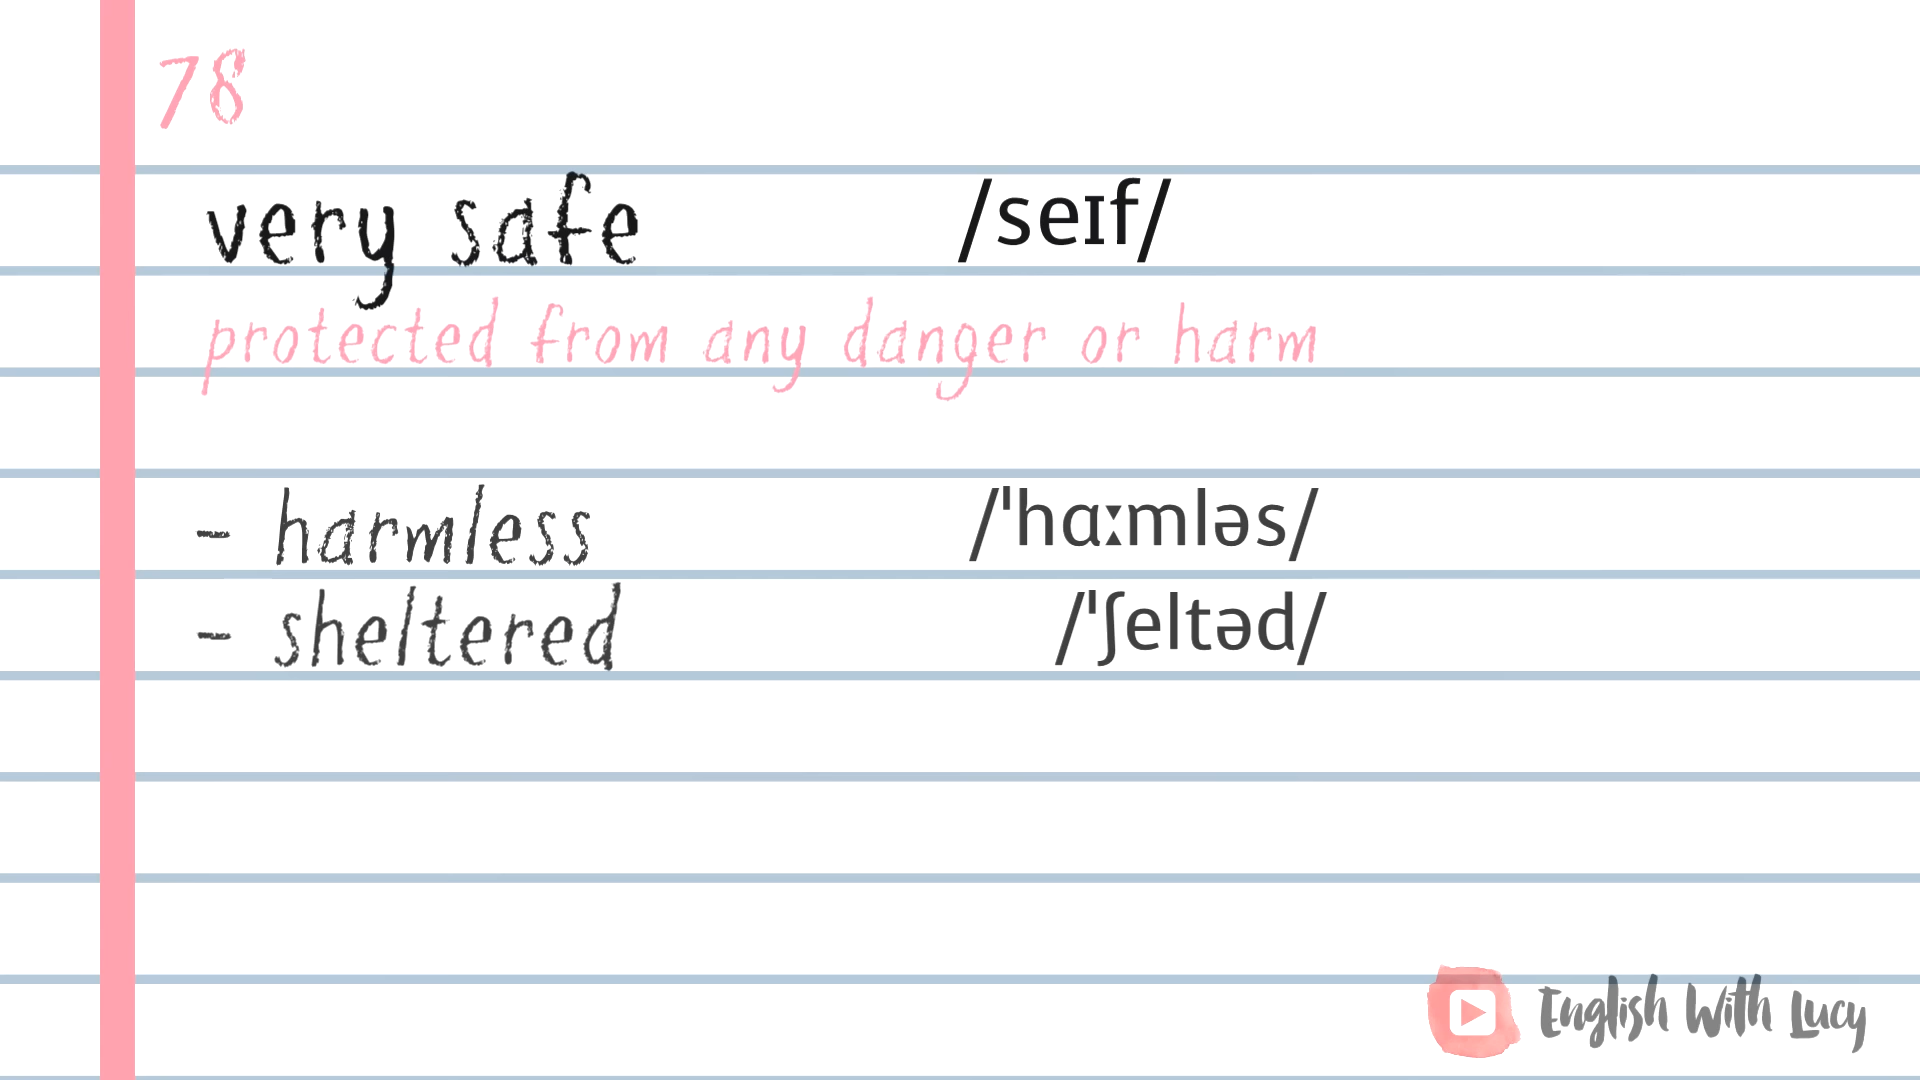 78
very safe /seɪf/
protected from any danger or harm
- harmless /ˈhɑːmləs/
- sheltered /ˈʃeltəd/
English With Lucy